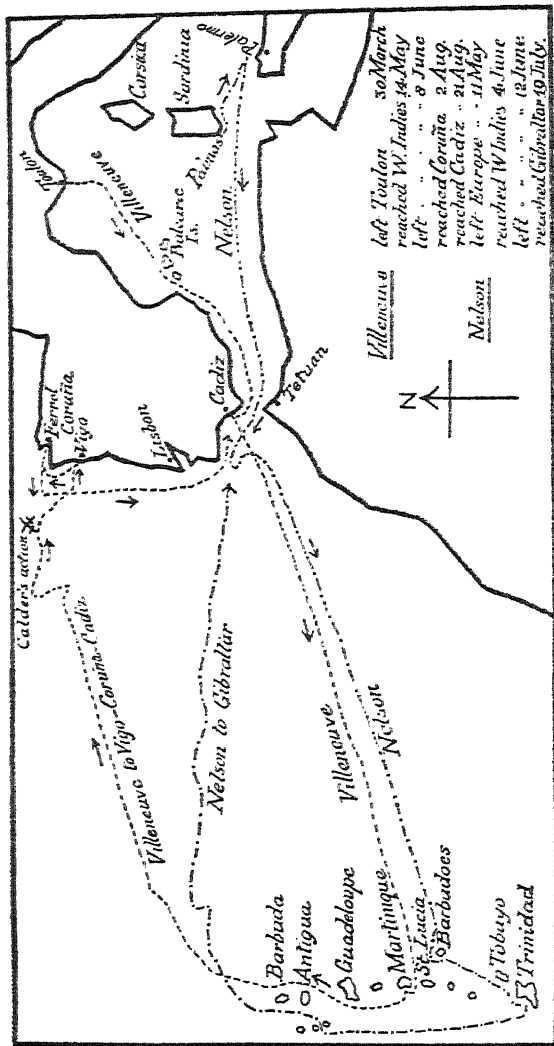 Corsica
Sardinia
Palermo
Toulon
Villeneuve
Balearic
Is.
Palmas
Nelson
Ferrol
Coruña
Vigo
Lisbon
Cadiz
Tetuan
Calder's action
Villeneuve to Vigo-Coruña-Cadiz
Nelson to Gibraltar
Villeneuve
Nelson
Barbuda
Antigua
Guadeloupe
Martinique
St. Lucia
Barbadoes
Tobago
Trinidad
N
Villeneuve left Toulon 30 March
reached W. Indies 14 May
left " " " 8 June
reached Coruña 2 Aug.
reached Cadiz " 21 Aug.
Nelson left Europe " - 11 May
reached W Indies 4 June
left " " " " 12 June
reached Gibraltar 19 July.